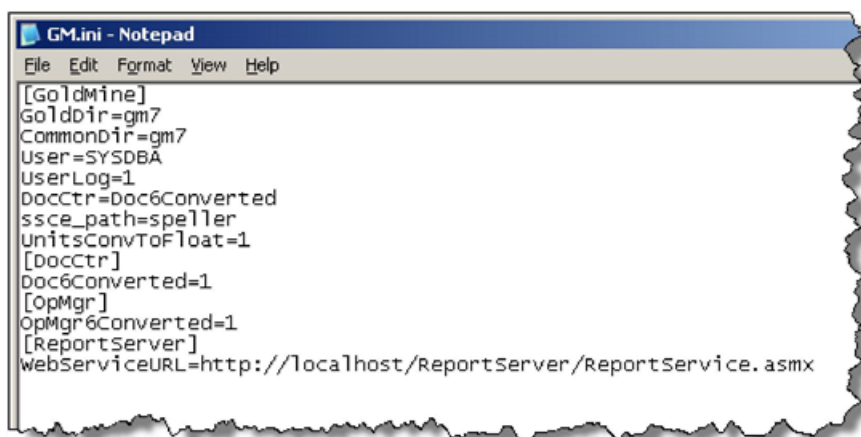 GM.ini - Notepad
File Edit Format View Help
[GoldMine]
GoldDir=gm7
CommonDir=gm7
User=SYSDBA
UserLog=1
DocCtr=Doc6Converted
ssce_path=speller
UnitsConvToFloat=1
[DocCtr]
Doc6Converted=1
[OpMgr]
OpMgr6Converted=1
[ReportServer]
WebServiceURL=http://localhost/ReportServer/ReportService.asmx